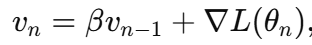 $v_n = \beta v_{n-1} + \nabla L(\theta_n),$